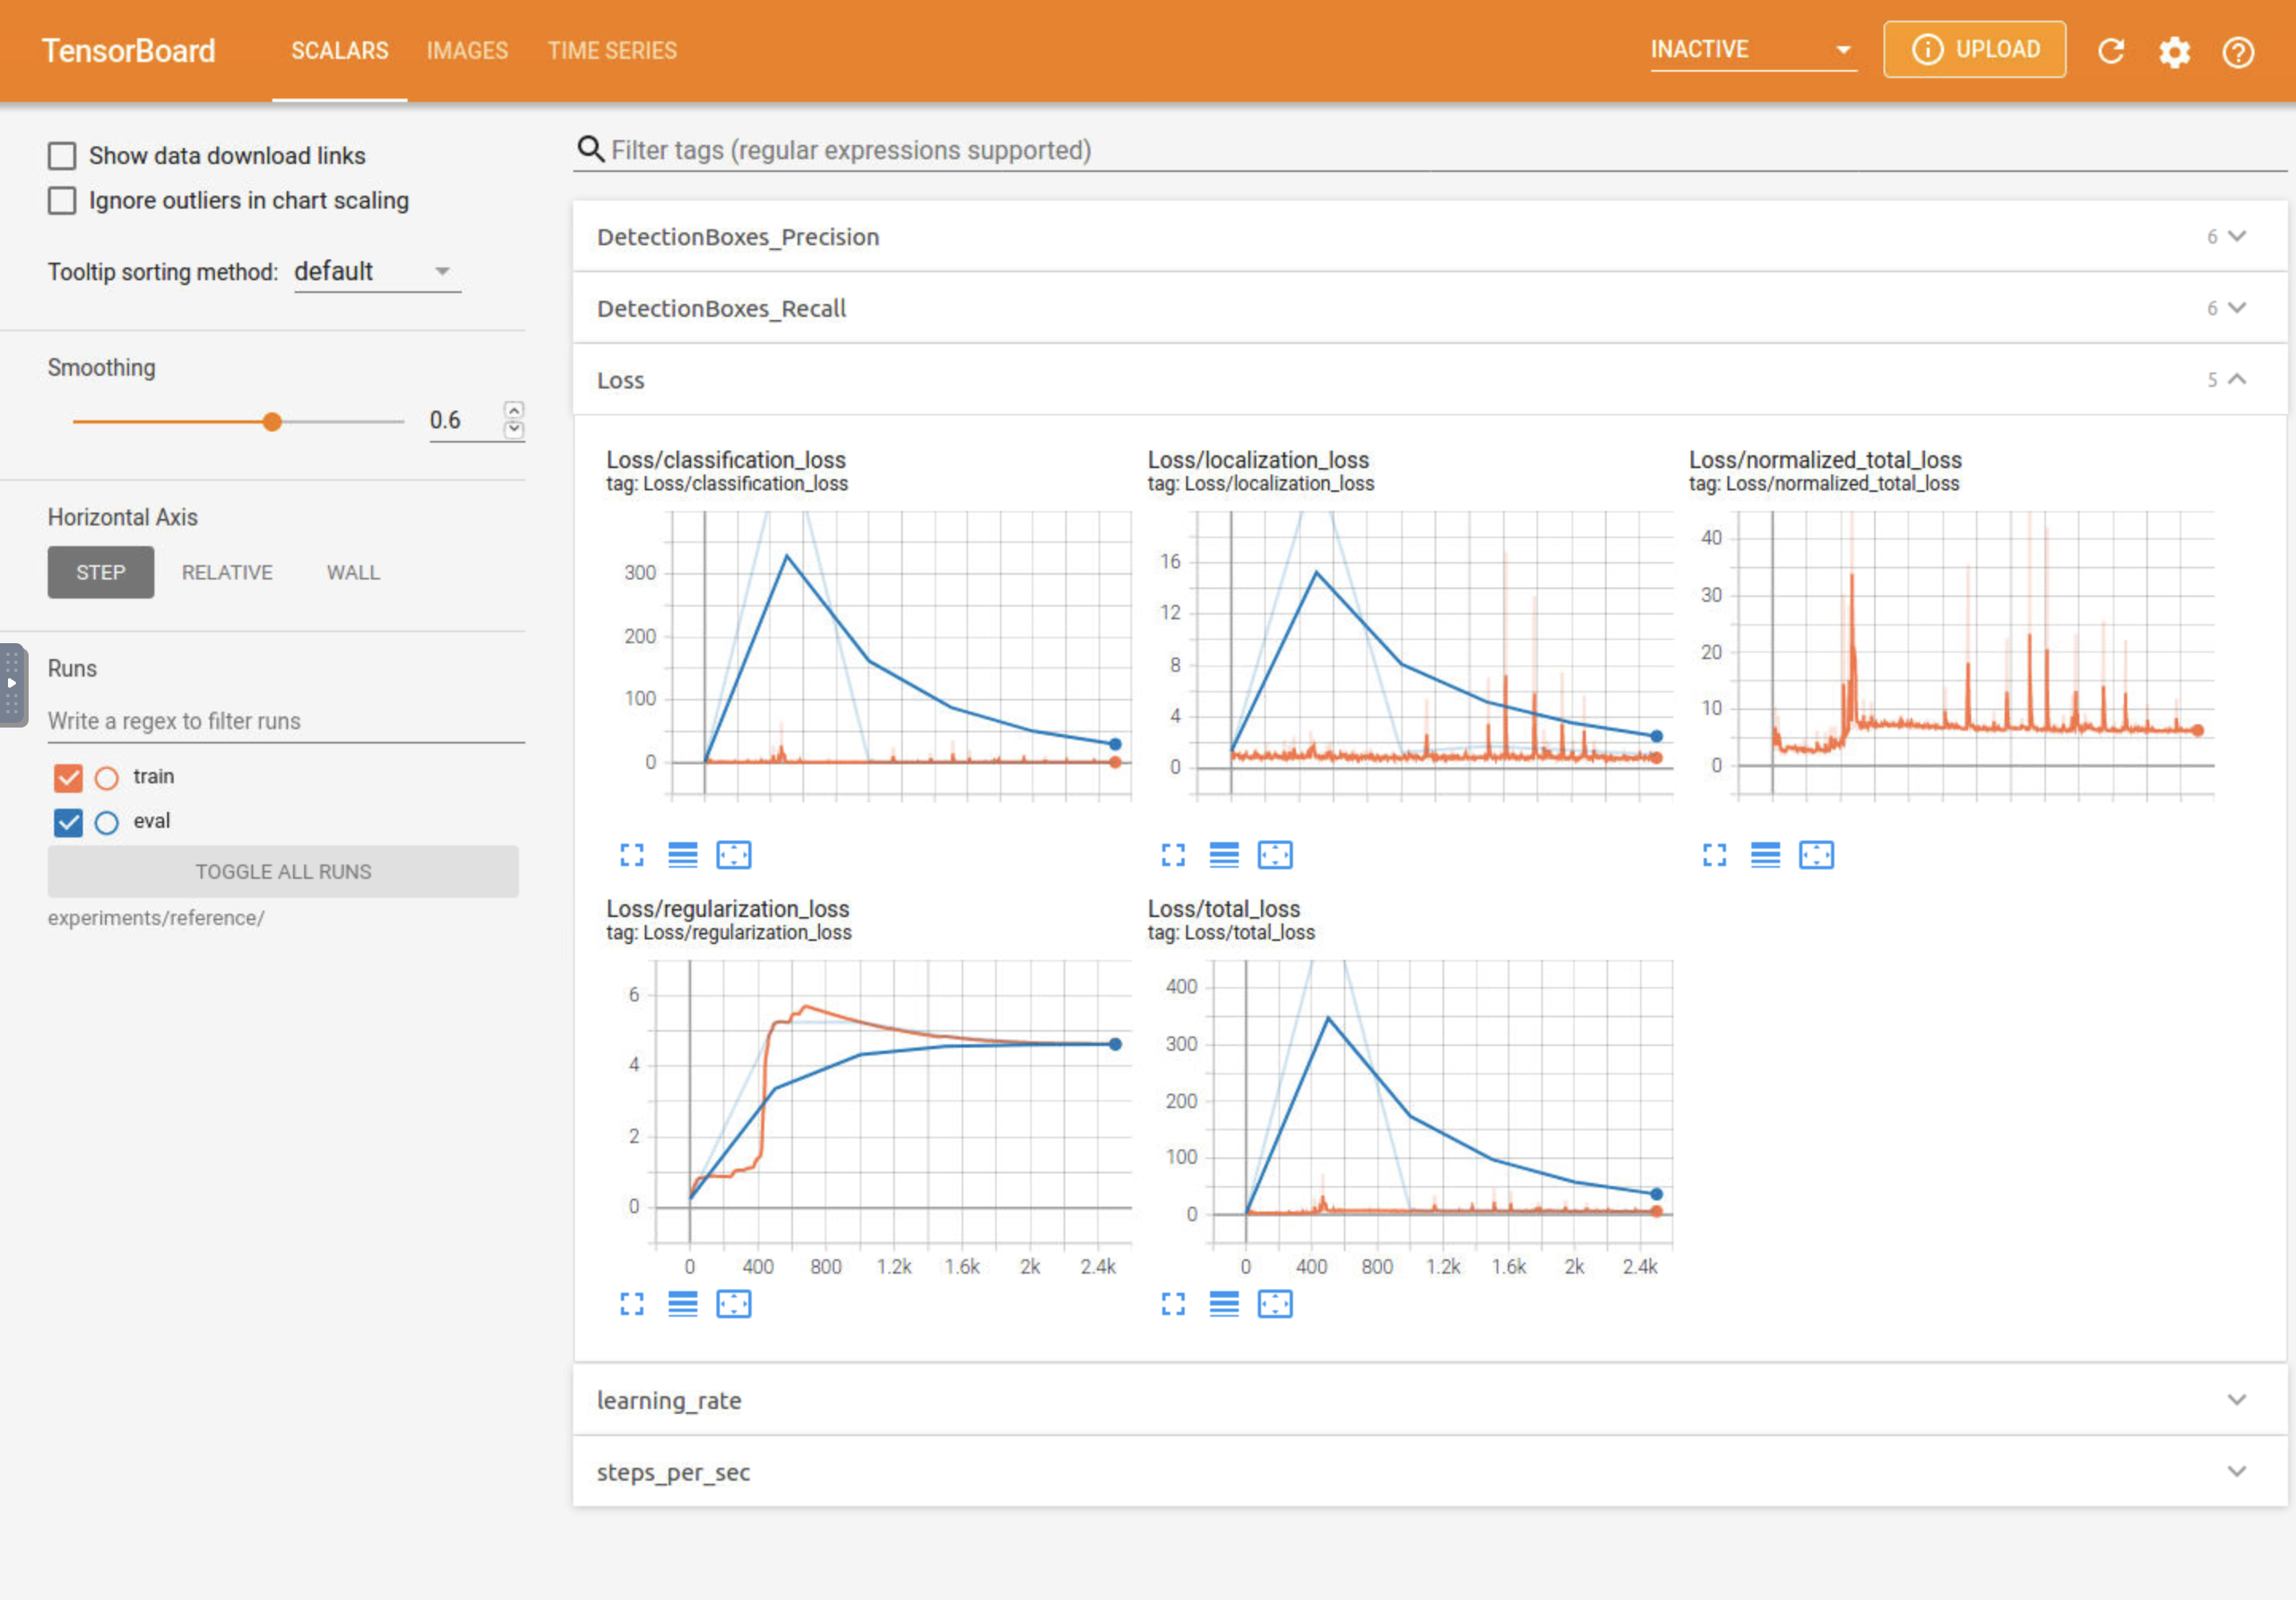 TensorBoard SCALARS IMAGES TIME SERIES INACTIVE UPLOAD
Show data download links
Ignore outliers in chart scaling
Tooltip sorting method: default
Smoothing
0.6
Horizontal Axis
STEP RELATIVE WALL
Runs
Write a regex to filter runs
train
eval
TOGGLE ALL RUNS
experiments/reference/
Filter tags (regular expressions supported)
DetectionBoxes_Precision 6
DetectionBoxes_Recall 6
Loss 5
Loss/classification_loss
tag: Loss/classification_loss
300
200
100
0
Loss/localization_loss
tag: Loss/localization_loss
16
12
8
4
0
Loss/normalized_total_loss
tag: Loss/normalized_total_loss
40
30
20
10
0
Loss/regularization_loss
tag: Loss/regularization_loss
6
4
2
0
0 400 800 1.2k 1.6k 2k 2.4k
Loss/total_loss
tag: Loss/total_loss
400
300
200
100
0
0 400 800 1.2k 1.6k 2k 2.4k
learning_rate
steps_per_sec